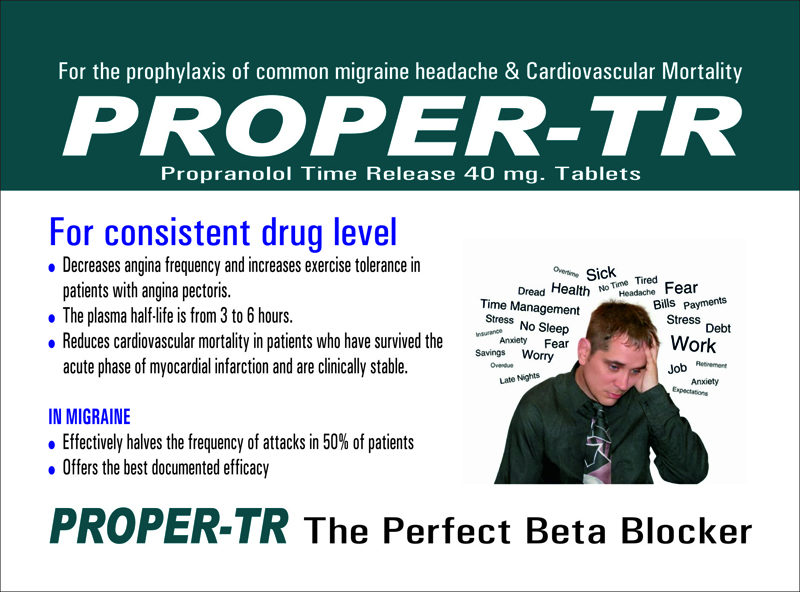 For the prophylaxis of common migraine headache & Cardiovascular Mortality
PROPER-TR
Propranolol Time Release 40 mg. Tablets
For consistent drug level
• Decreases angina frequency and increases exercise tolerance in
patients with angina pectoris.
• The plasma half-life is from 3 to 6 hours.
• Reduces cardiovascular mortality in patients who have survived the
acute phase of myocardial infarction and are clinically stable.
IN MIGRAINE
• Effectively halves the frequency of attacks in 50% of patients
• Offers the best documented efficacy
Overtime
Sick
Tired
Dread
Health
No Time
Headache
Fear
Time Management
Bills
Payments
Stress
No Sleep
Stress
Debt
Insurance
Anxiety
Fear
Work
Savings
Worry
Job
Retirement
Overdue
Late Nights
Anxiety
Expectations
PROPER-TR The Perfect Beta Blocker